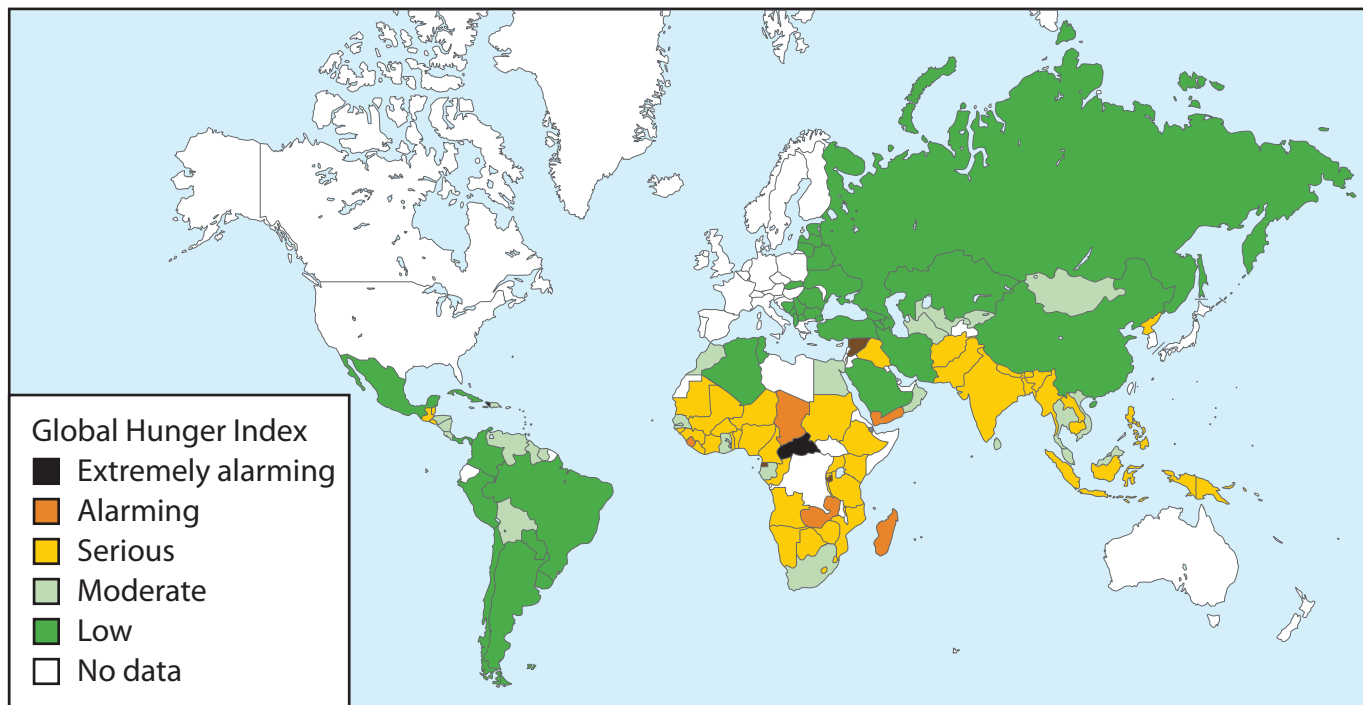 Global Hunger Index
Extremely alarming
Alarming
Serious
Moderate
Low
No data